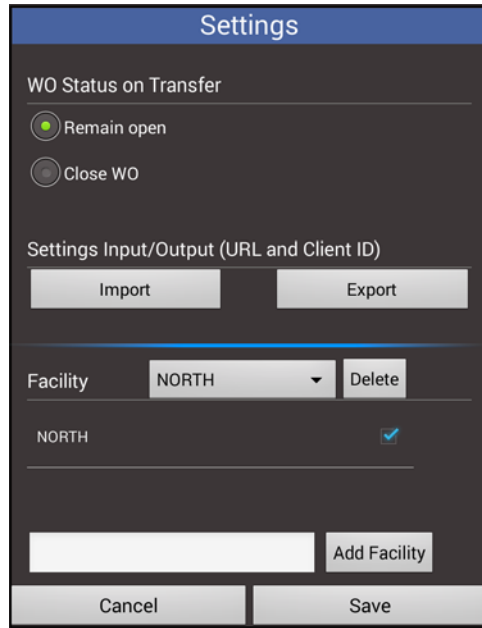 Settings
WO Status on Transfer
Remain open
Close WO
Settings Input/Output (URL and Client ID)
Import Export
Facility NORTH Delete
NORTH
Add Facility
Cancel Save